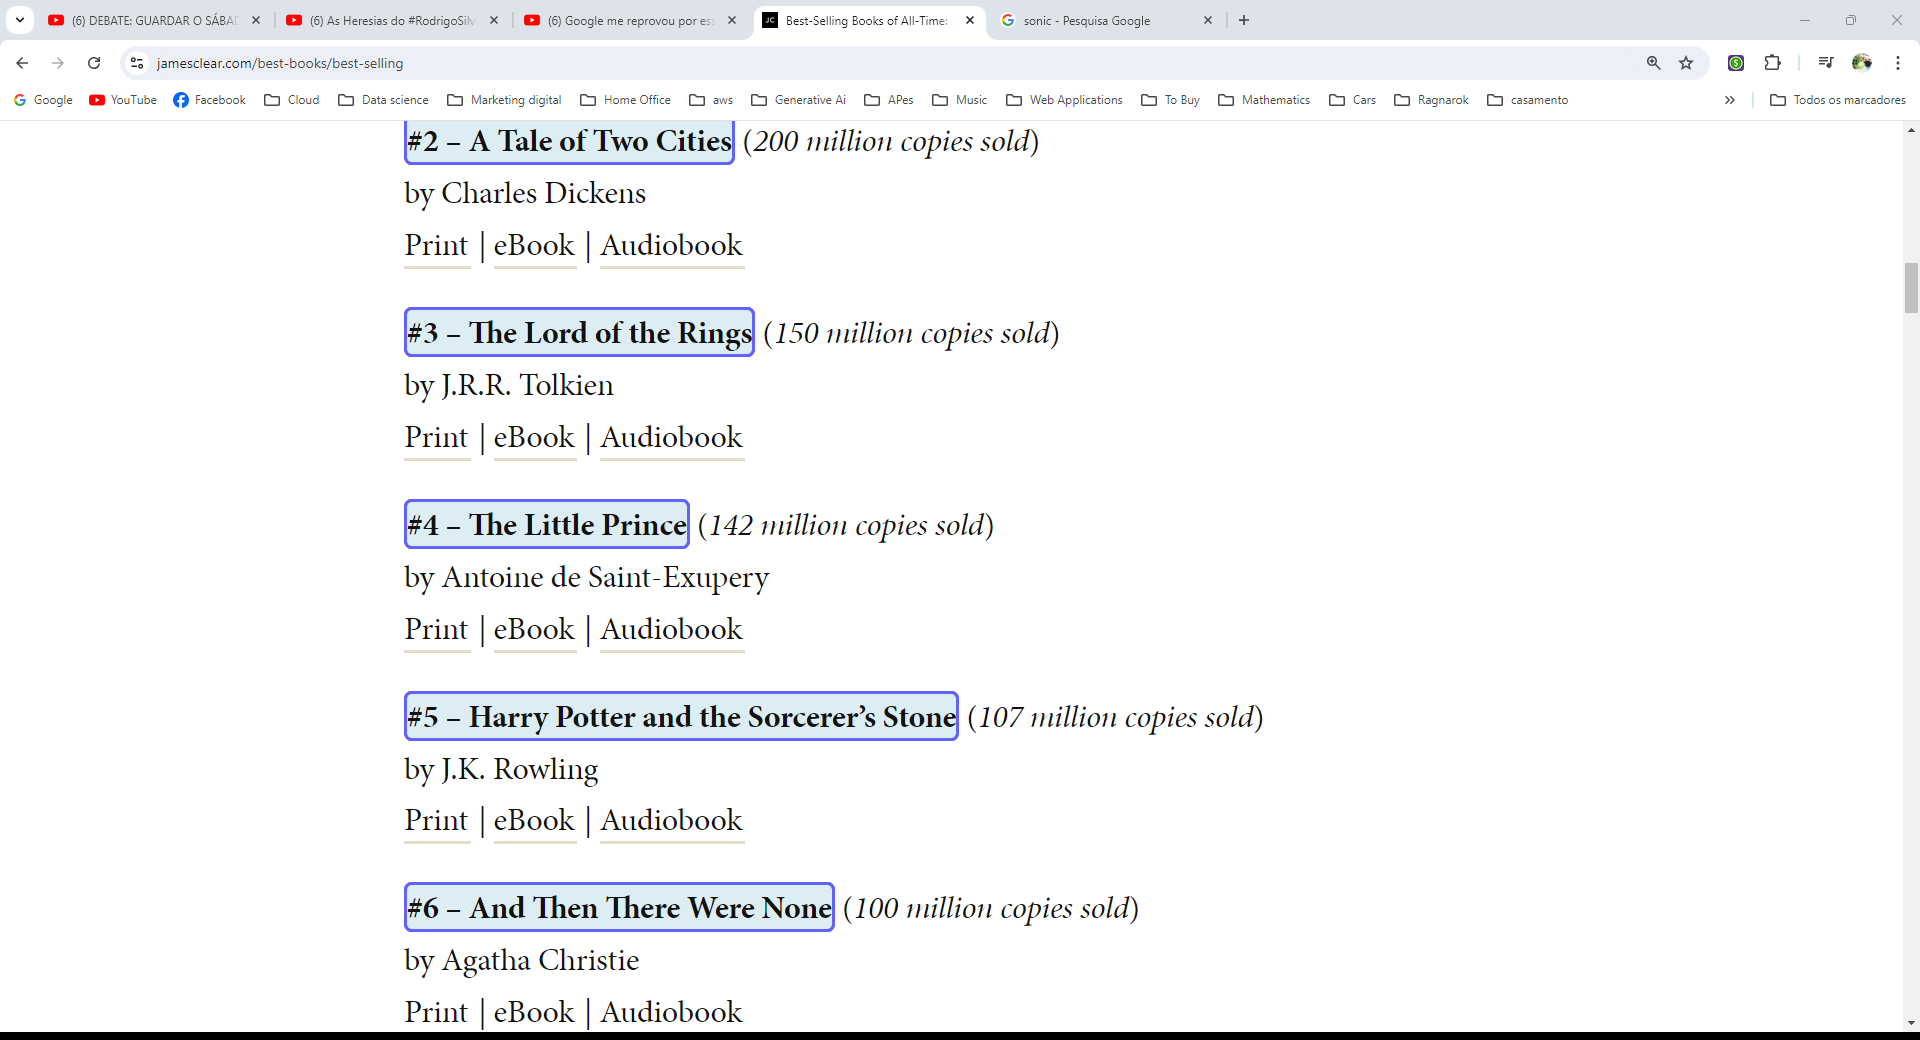 (6) DEBATE: GUARDAR O SÁBA
(6) As Heresias do #RodrigoSilv
(6) Google me reprovou por es
Best-Selling Books of All-Time:
sonic - Pesquisa Google
jamesclear.com/best-books/best-selling
Google YouTube Facebook Cloud Data science Marketing digital Home Office aws Generative Ai APes Music Web Applications To Buy Mathematics Cars Ragnarok casamento » Todos os marcadores
#2 – A Tale of Two Cities (200 million copies sold)
by Charles Dickens
Print | eBook | Audiobook
#3 – The Lord of the Rings (150 million copies sold)
by J.R.R. Tolkien
Print | eBook | Audiobook
#4 – The Little Prince (142 million copies sold)
by Antoine de Saint-Exupery
Print | eBook | Audiobook
#5 – Harry Potter and the Sorcerer’s Stone (107 million copies sold)
by J.K. Rowling
Print | eBook | Audiobook
#6 – And Then There Were None (100 million copies sold)
by Agatha Christie
Print | eBook | Audiobook